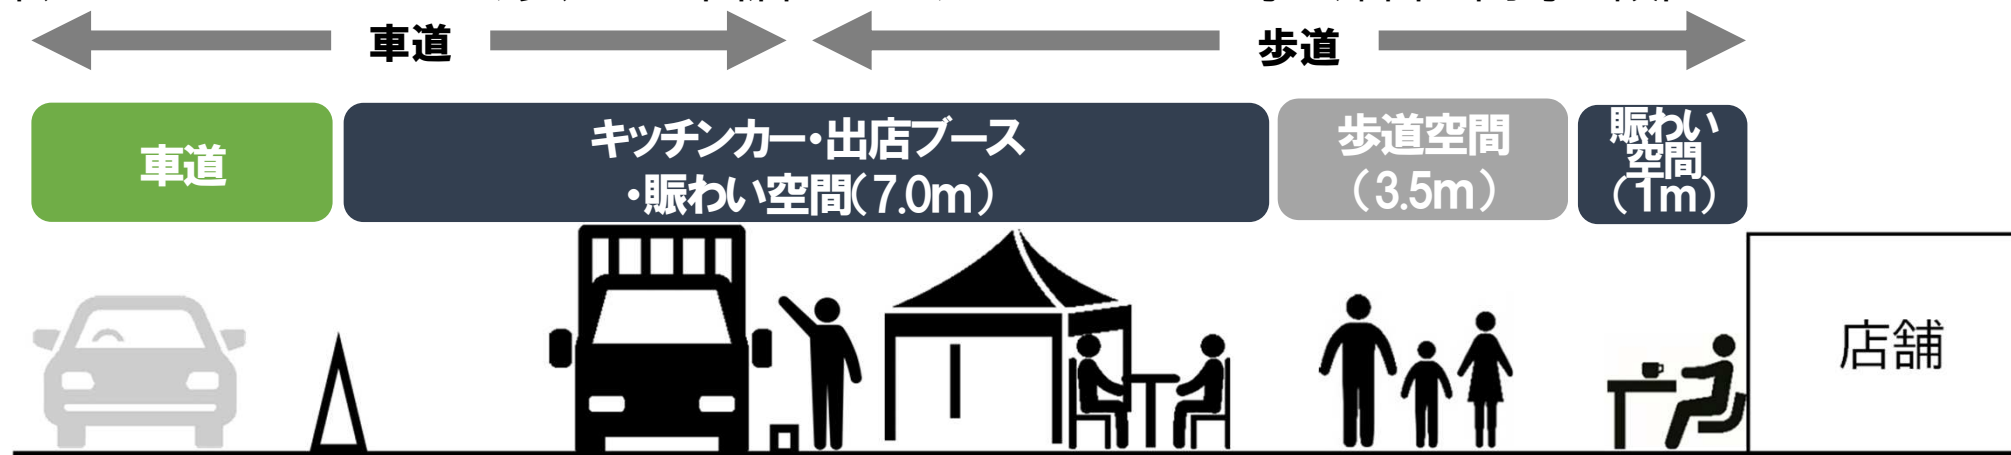 車道
歩道
車道
キッチンカー・出店ブース
・賑わい空間(7.0m)
歩道空間
(3.5m)
賑わい
空間
(1m)
店舗